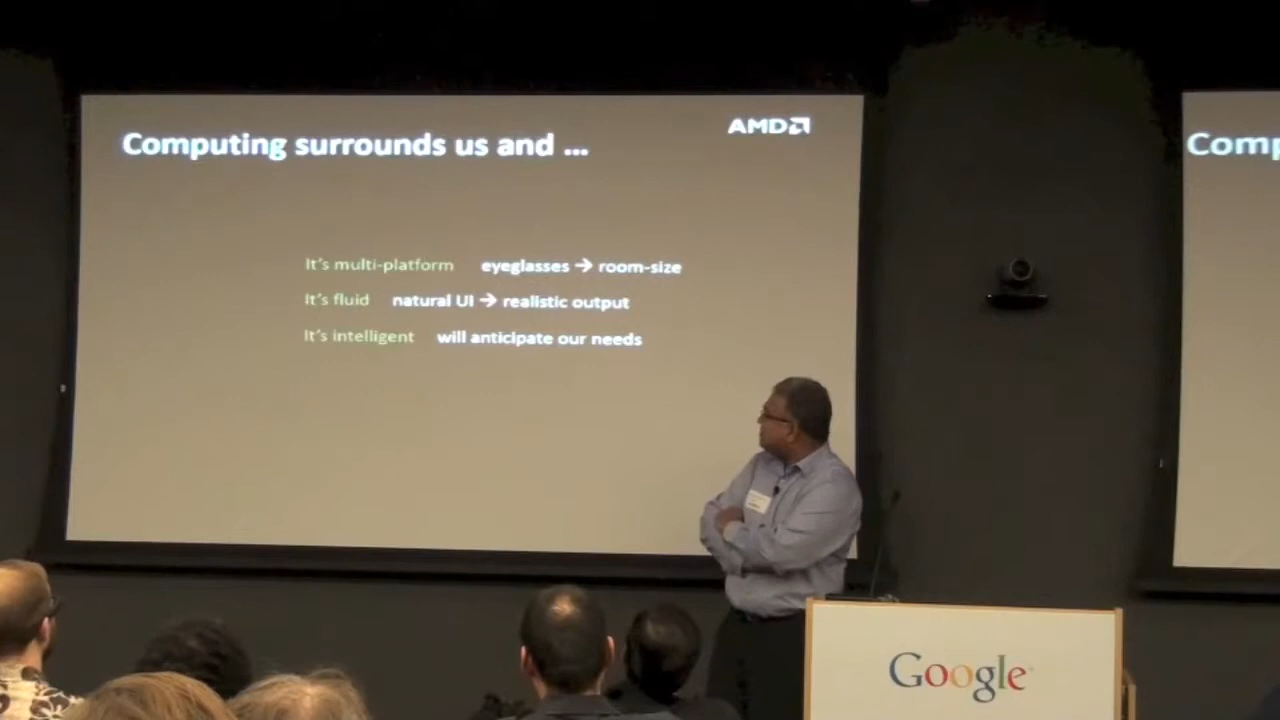 Computing surrounds us and ...
AMD
It's multi-platform eyeglasses → room-size
It's fluid natural UI → realistic output
It's intelligent will anticipate our needs
Comp
Google